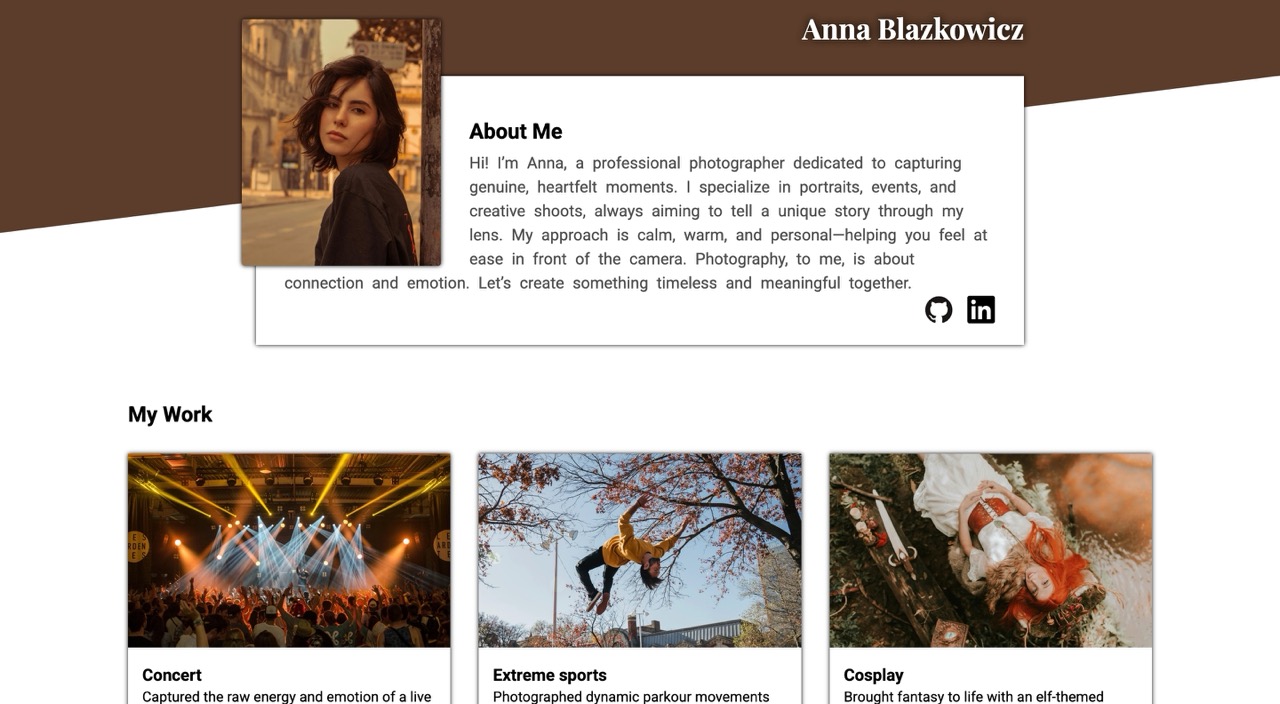 Anna Blazkowicz
About Me
Hi! I’m Anna, a professional photographer dedicated to capturing
genuine, heartfelt moments. I specialize in portraits, events, and
creative shoots, always aiming to tell a unique story through my
lens. My approach is calm, warm, and personal—helping you feel at
ease in front of the camera. Photography, to me, is about
connection and emotion. Let’s create something timeless and meaningful together.
in
My Work
Concert
Captured the raw energy and emotion of a live
Extreme sports
Photographed dynamic parkour movements
Cosplay
Brought fantasy to life with an elf-themed